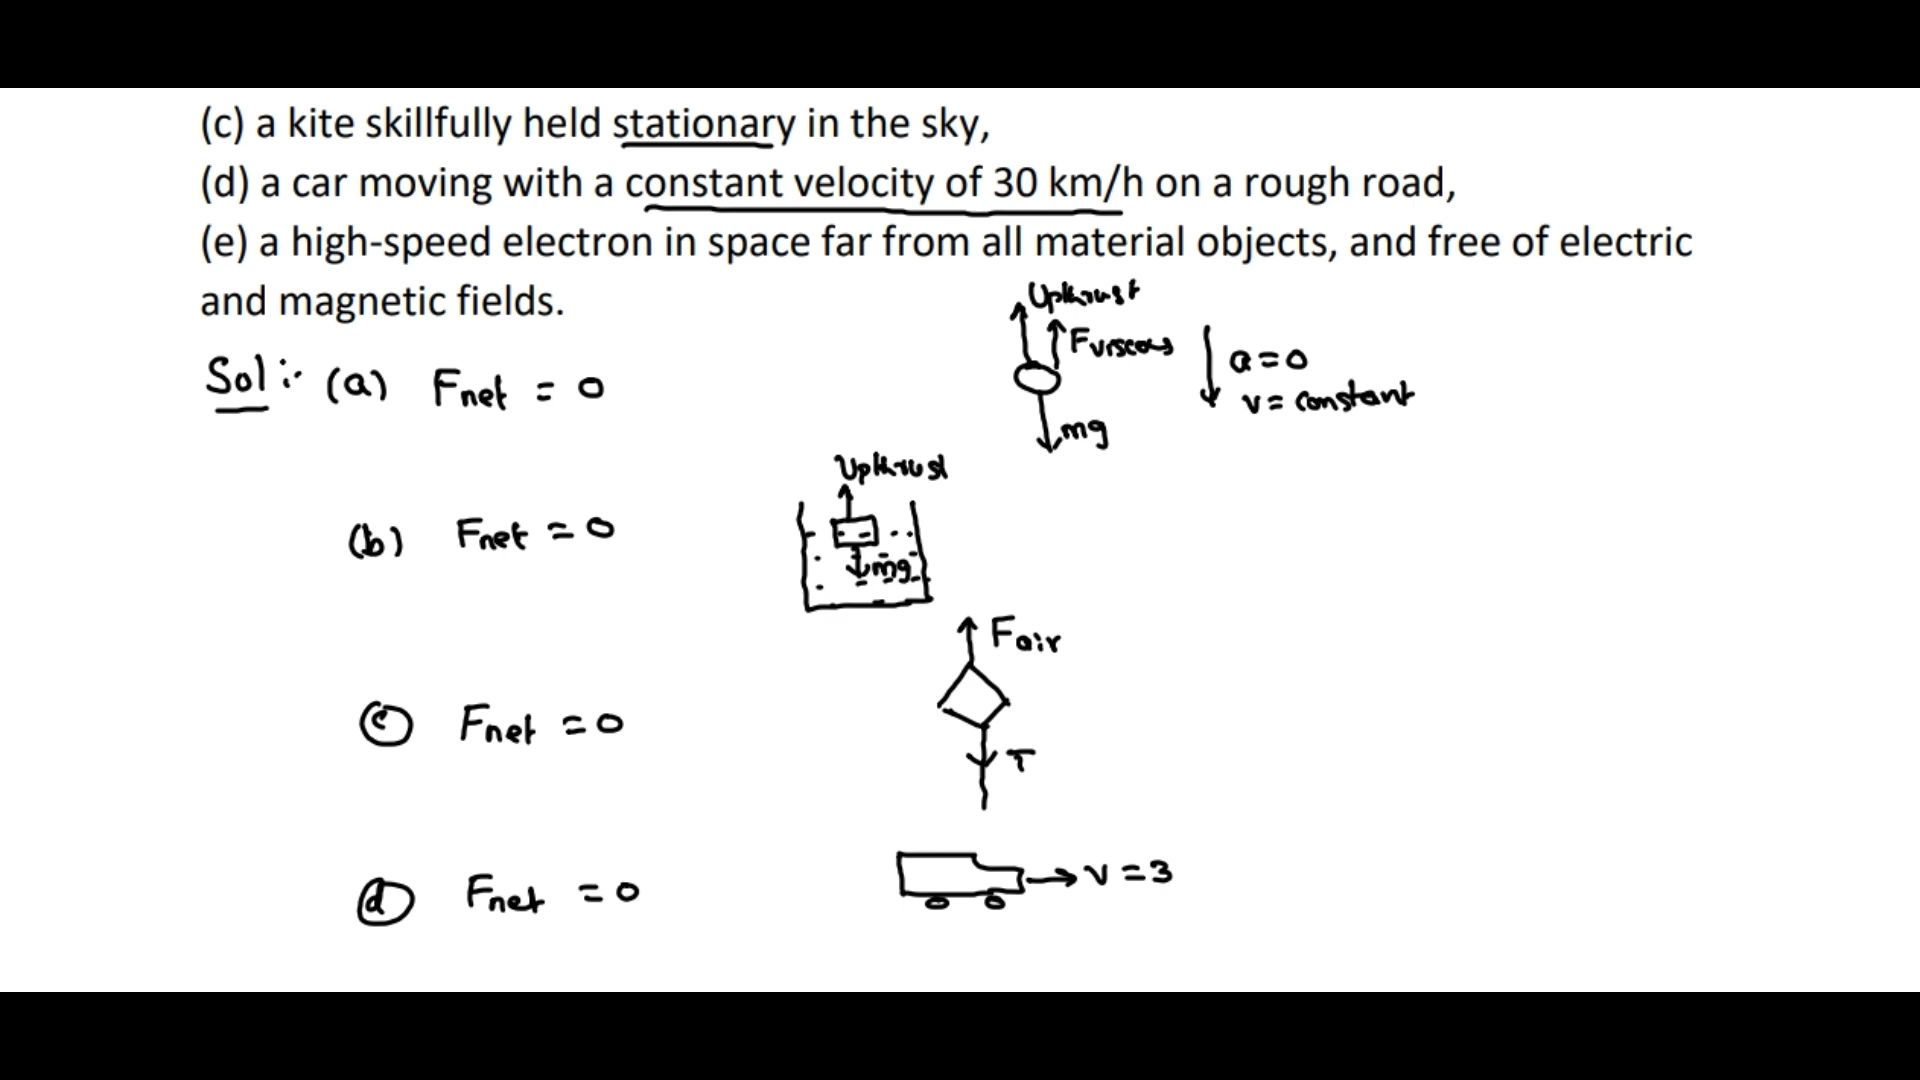 (c) a kite skillfully held stationary in the sky,
(d) a car moving with a constant velocity of 30 km/h on a rough road,
(e) a high-speed electron in space far from all material objects, and free of electric
and magnetic fields.
Upthrust
Fviscous
Sol :- (a) Fnet = 0
a = 0
v = constant
mg
Upthrust
(b) Fnet = 0
mg
Fair
(c) Fnet = 0
T
(d) Fnet = 0
v = 3